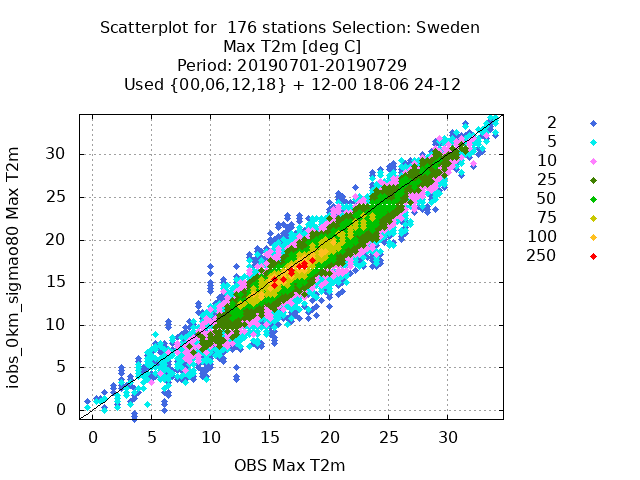 Scatterplot for  176 stations Selection: Sweden
Max T2m [deg C]
Period: 20190701-20190729
Used {00,06,12,18} + 12-00 18-06 24-12
iobs_0km_sigmao80 Max T2m
30
25
20
15
10
5
0
0 5 10 15 20 25 30
OBS Max T2m
2
5
10
25
50
75
100
250